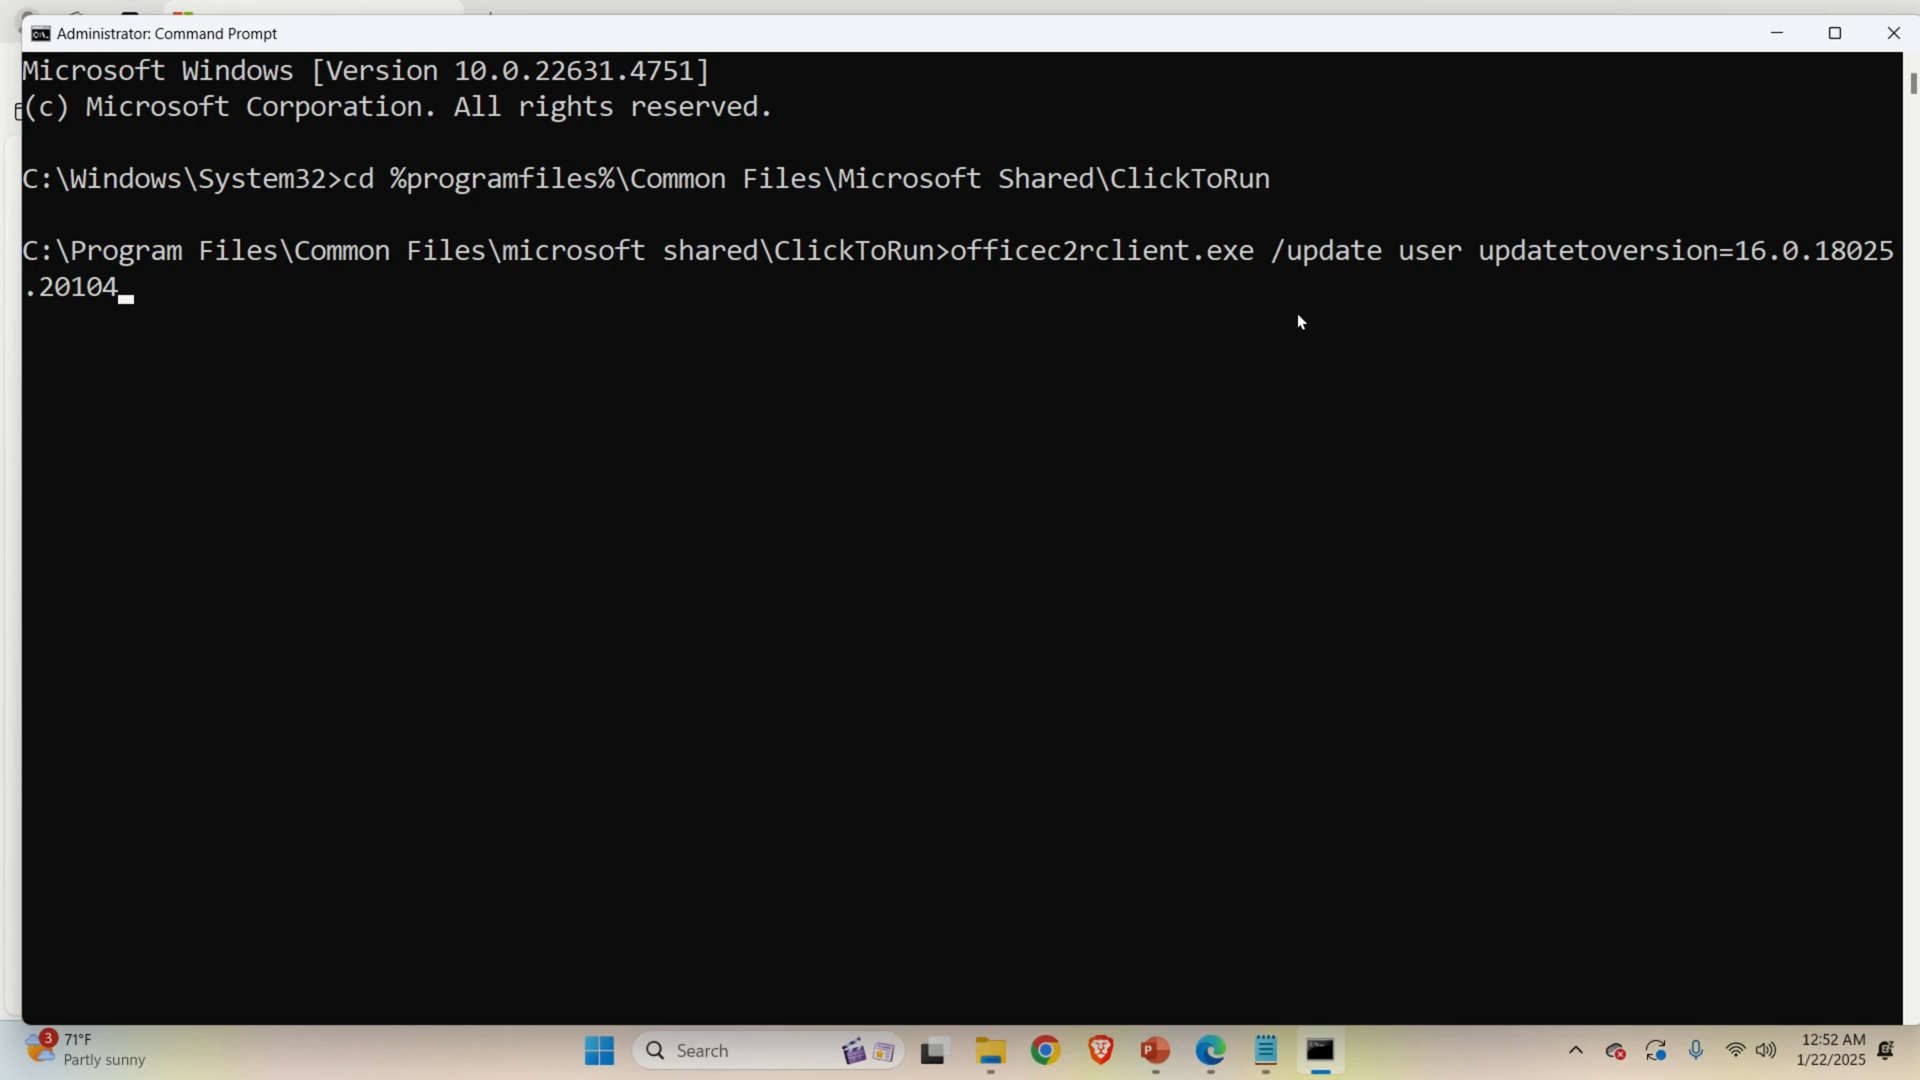 Administrator: Command Prompt
Microsoft Windows [Version 10.0.22631.4751]
(c) Microsoft Corporation. All rights reserved.
C:\Windows\System32>cd %programfiles%\Common Files\Microsoft Shared\ClickToRun
C:\Program Files\Common Files\microsoft shared\ClickToRun>officec2rclient.exe /update user updatetoversion=16.0.18025
.20104
3
71°F
Partly sunny
Search
12:52 AM
1/22/2025